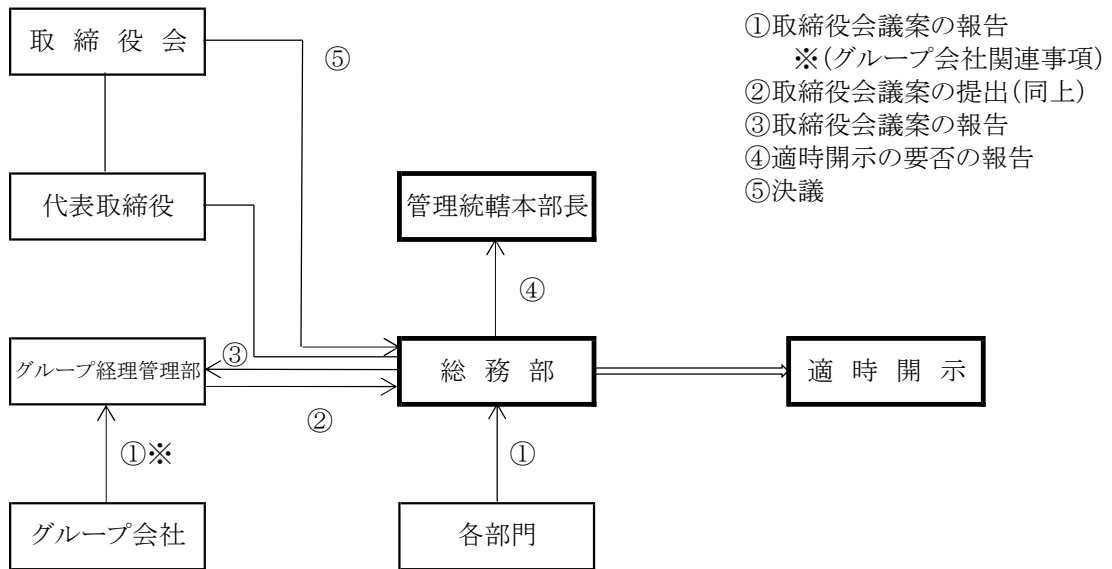 取締役会
⑤
①取締役会議案の報告
※(グループ会社関連事項)
②取締役会議案の提出(同上)
③取締役会議案の報告
④適時開示の要否の報告
⑤決議
代表取締役
管理統轄本部長
④
グループ経理管理部
③
総務部
適時開示
②
①※
①
グループ会社
各部門